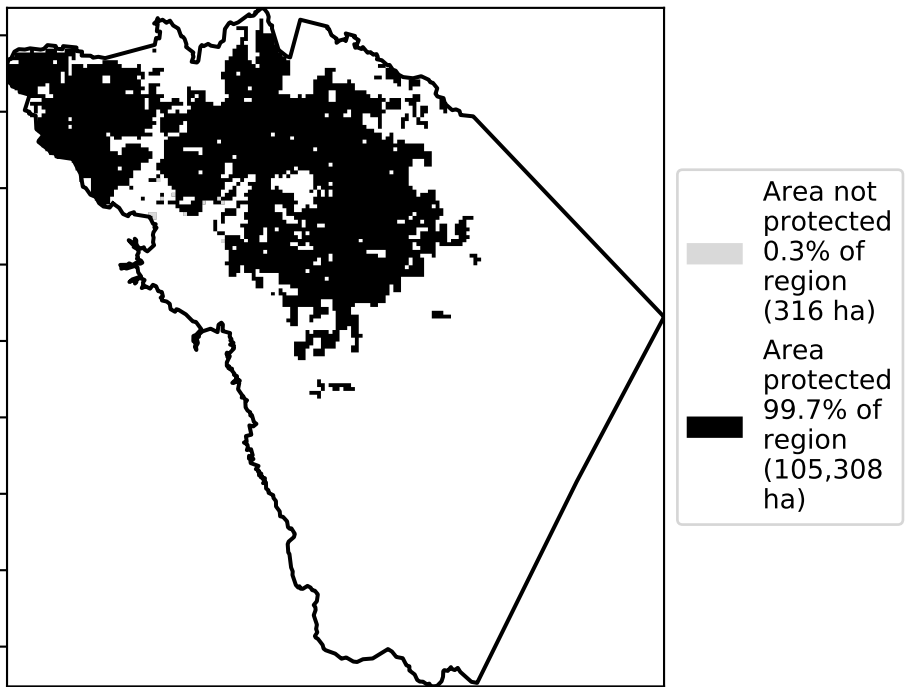 Area not
protected
0.3% of
region
(316 ha)
Area
protected
99.7% of
region
(105,308
ha)